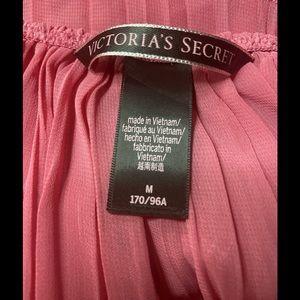 VICTORIA'S SECRET
made in Vietnam/
fabriqué au Vietnam/
hecho en Vietnam/
fabbricato in
Vietnam/
越南制造
M
170/96A